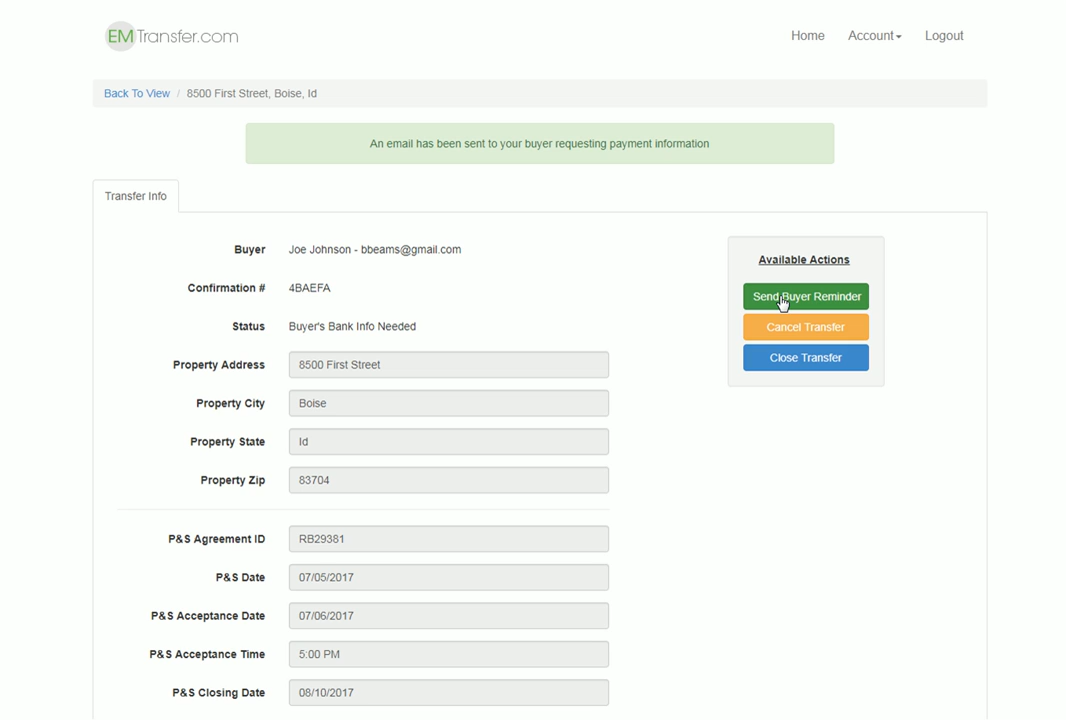 EMTransfer.com
Home Account Logout
Back To View / 8500 First Street, Boise, Id
An email has been sent to your buyer requesting payment information
Transfer Info
Buyer Joe Johnson - bbeams@gmail.com
Confirmation # 4BAEFA
Status Buyer's Bank Info Needed
Property Address 8500 First Street
Property City Boise
Property State Id
Property Zip 83704
P&S Agreement ID RB29381
P&S Date 07/05/2017
P&S Acceptance Date 07/06/2017
P&S Acceptance Time 5:00 PM
P&S Closing Date 08/10/2017
Available Actions
Send Buyer Reminder
Cancel Transfer
Close Transfer